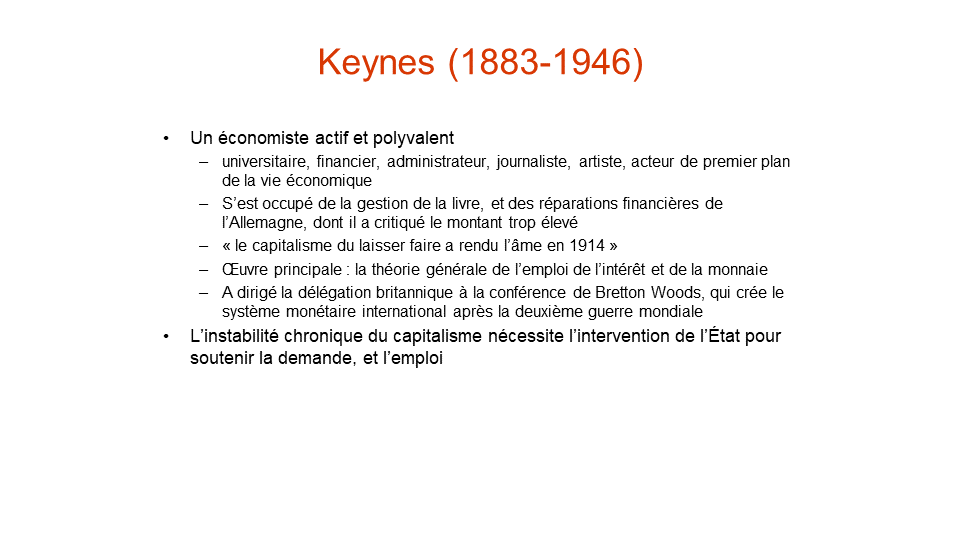 Keynes (1883-1946)
• Un économiste actif et polyvalent
– universitaire, financier, administrateur, journaliste, artiste, acteur de premier plan
de la vie économique
– S’est occupé de la gestion de la livre, et des réparations financières de
l’Allemagne, dont il a critiqué le montant trop élevé
– « le capitalisme du laisser faire a rendu l’âme en 1914 »
– Œuvre principale : la théorie générale de l’emploi de l’intérêt et de la monnaie
– A dirigé la délégation britannique à la conférence de Bretton Woods, qui crée le
système monétaire international après la deuxième guerre mondiale
• L’instabilité chronique du capitalisme nécessite l’intervention de l’État pour
soutenir la demande, et l’emploi